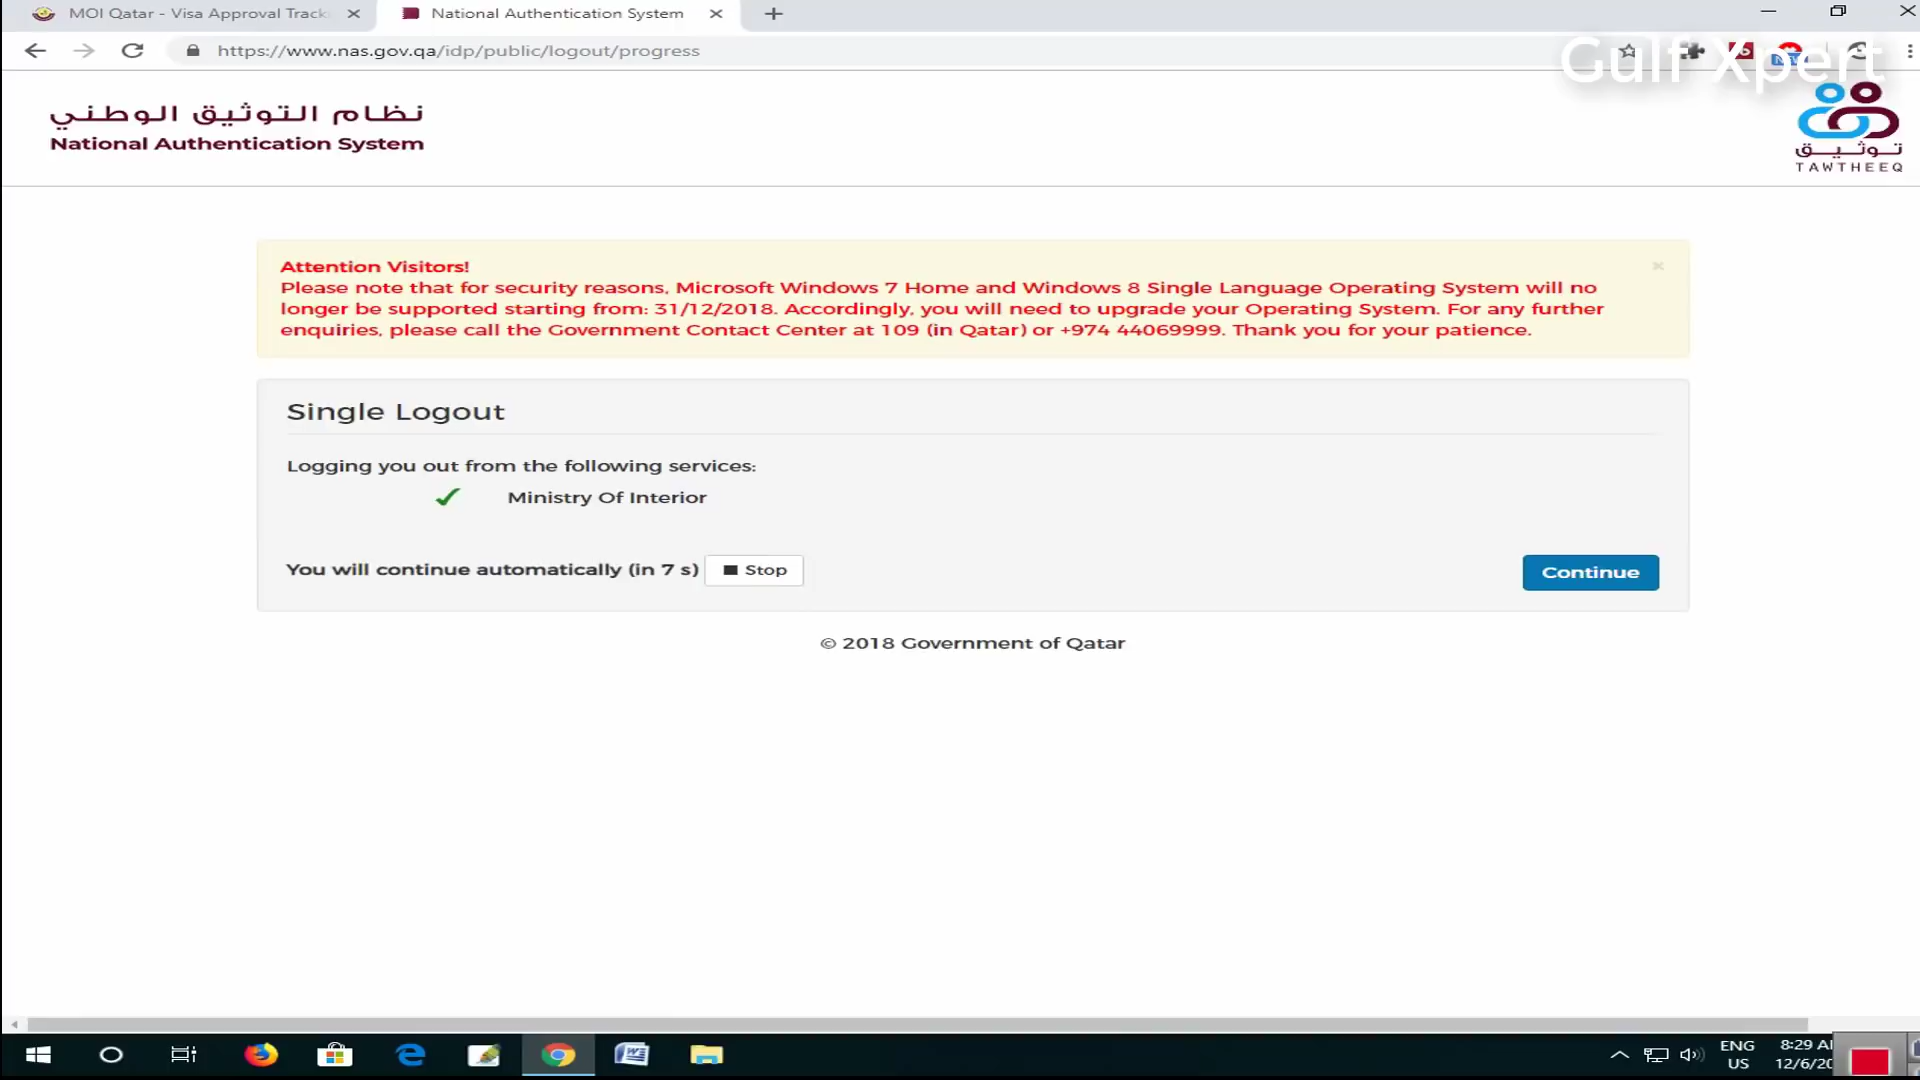 MOI Qatar - Visa Approval Track
National Authentication System
https://www.nas.gov.qa/idp/public/logout/progress
Gulf Xpert
نظام التوثيق الوطني
National Authentication System
توثيق
TAWTHEEQ
Attention Visitors!
Please note that for security reasons, Microsoft Windows 7 Home and Windows 8 Single Language Operating System will no
longer be supported starting from: 31/12/2018. Accordingly, you will need to upgrade your Operating System. For any further
enquiries, please call the Government Contact Center at 109 (in Qatar) or +974 44069999. Thank you for your patience.
Single Logout
Logging you out from the following services:
Ministry Of Interior
You will continue automatically (in 7 s)
Stop
Continue
© 2018 Government of Qatar
ENG
US
8:29 A
12/6/20